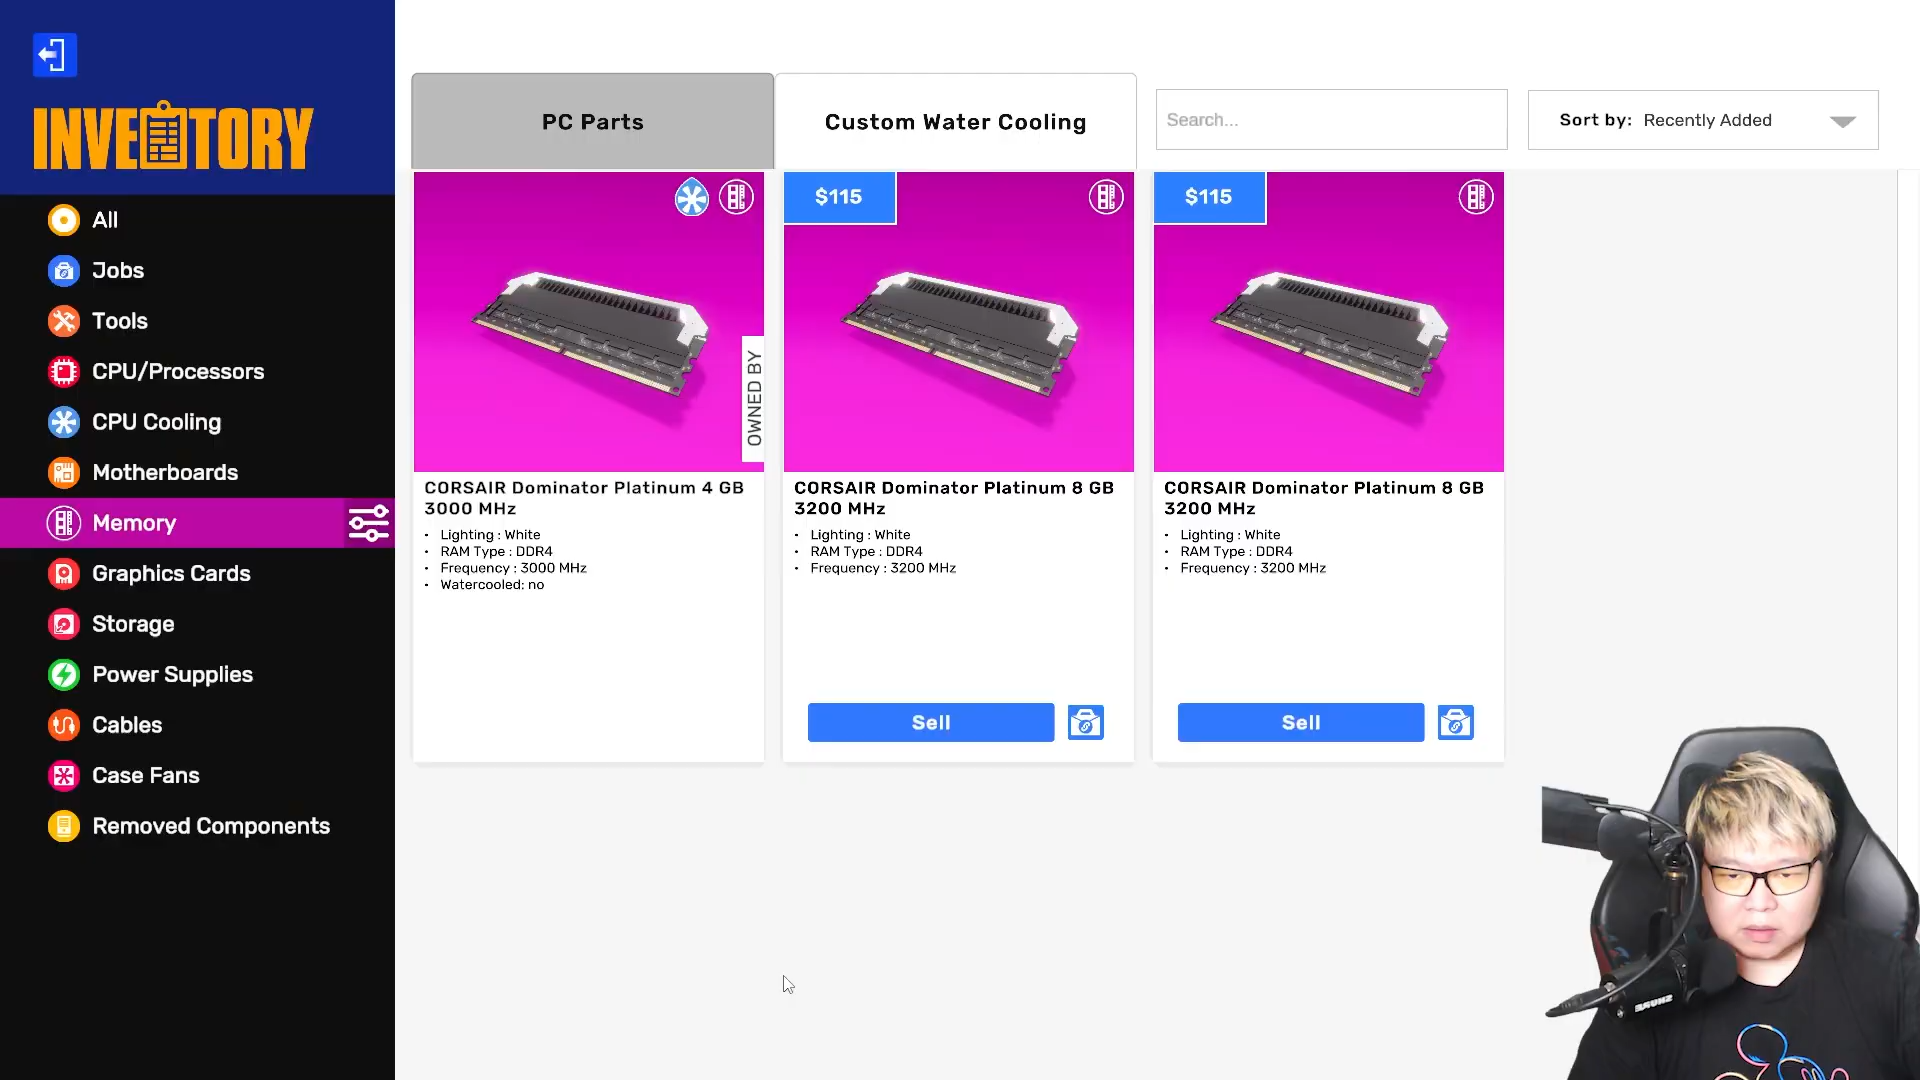 INVENTORY
All
Jobs
Tools
CPU/Processors
CPU Cooling
Motherboards
Memory
Graphics Cards
Storage
Power Supplies
Cables
Case Fans
Removed Components
PC Parts
Custom Water Cooling
Search...
Sort by: Recently Added
OWNED BY
CORSAIR Dominator Platinum 4 GB
3000 MHz
• Lighting : White
• RAM Type : DDR4
• Frequency : 3000 MHz
• Watercooled: no
$115
CORSAIR Dominator Platinum 8 GB
3200 MHz
• Lighting : White
• RAM Type : DDR4
• Frequency : 3200 MHz
Sell
$115
CORSAIR Dominator Platinum 8 GB
3200 MHz
• Lighting : White
• RAM Type : DDR4
• Frequency : 3200 MHz
Sell
SHURE